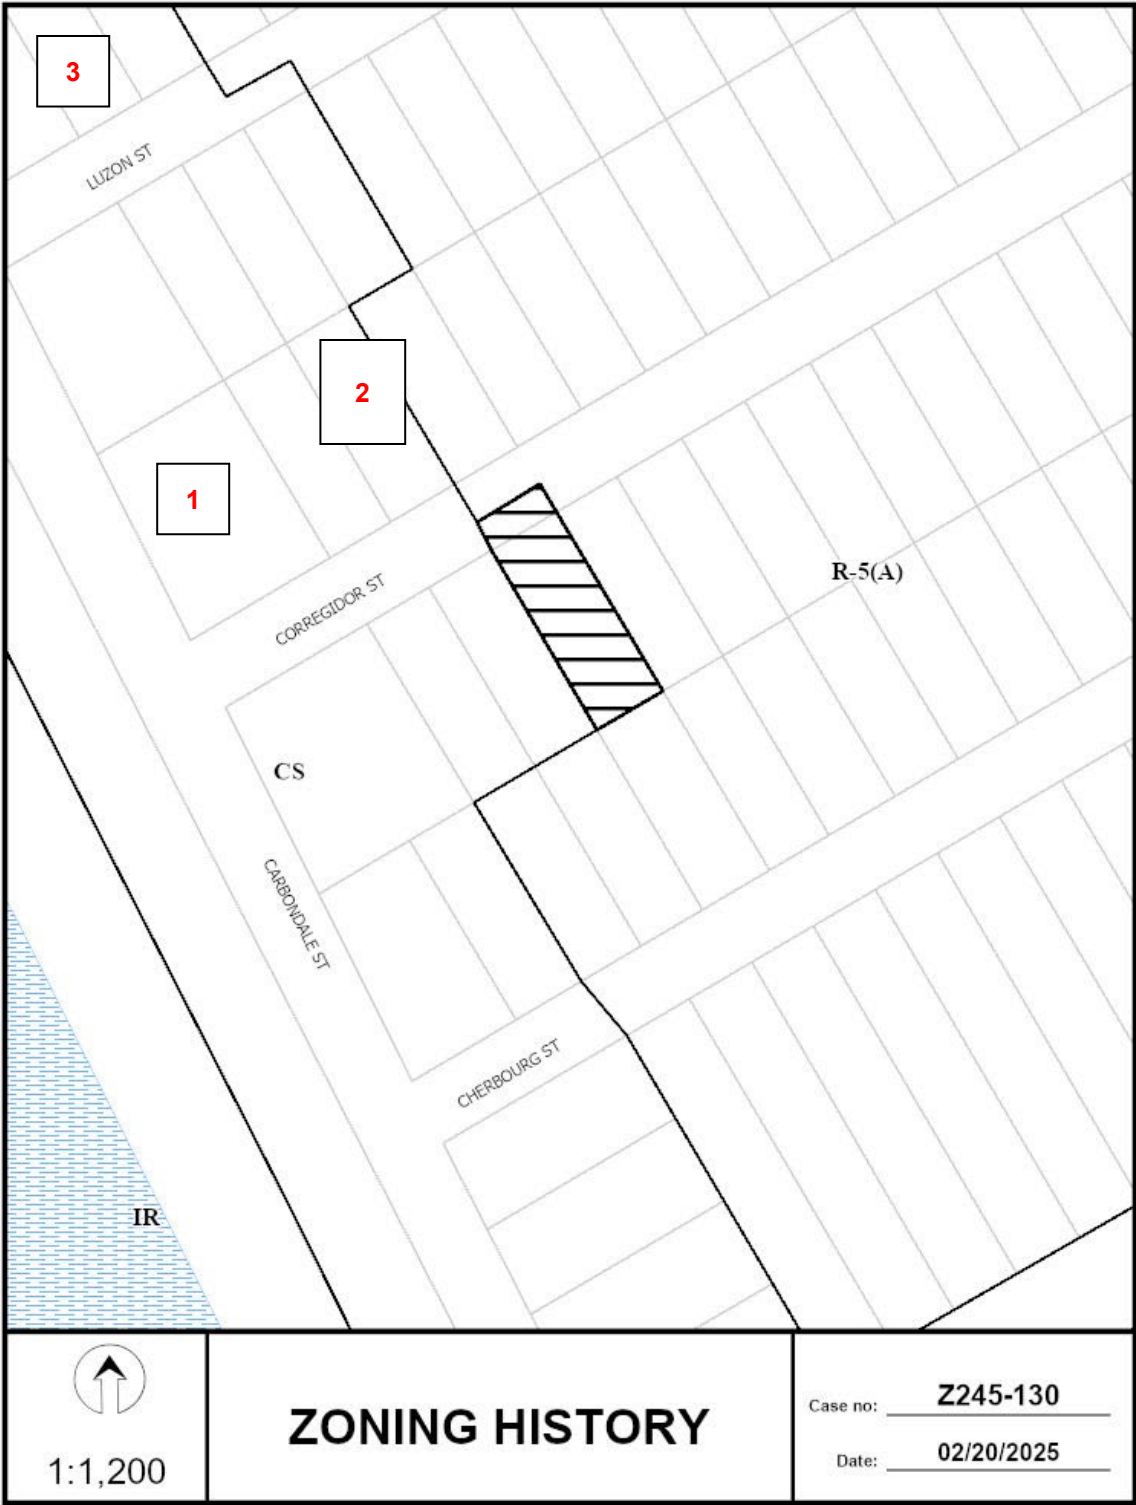 3
LUZON ST
2
1
R-5(A)
CORREGIDOR ST
CS
CARBONDALE ST
CHERBOURG ST
IR
1:1,200
ZONING HISTORY
Case no: Z245-130
Date: 02/20/2025